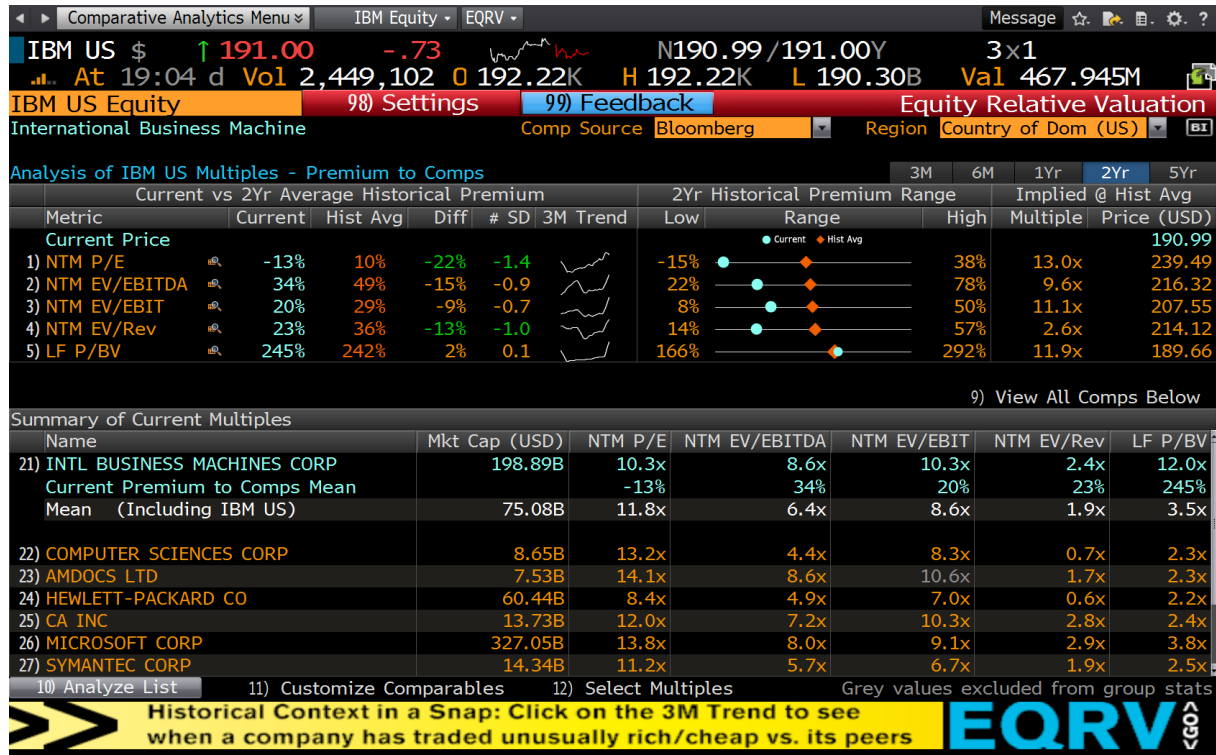 Comparative Analytics Menu IBM Equity EQRV Message ?
IBM US $ ↑ 191.00 -.73 N190.99/191.00Y 3x1
At 19:04 d Vol 2,449,102 O 192.22K H 192.22K L 190.30B Val 467.945M
IBM US Equity 98) Settings 99) Feedback Equity Relative Valuation
International Business Machine Comp Source Bloomberg Region Country of Dom (US) BI
Analysis of IBM US Multiples - Premium to Comps 3M 6M 1Yr 2Yr 5Yr
Current vs 2Yr Average Historical Premium 2Yr Historical Premium Range Implied @ Hist Avg
Metric Current Hist Avg Diff # SD 3M Trend Low Range High Multiple Price (USD)
Current Price Current Hist Avg 190.99
1) NTM P/E -13% 10% -22% -1.4 -15% 38% 13.0x 239.49
2) NTM EV/EBITDA 34% 49% -15% -0.9 22% 78% 9.6x 216.32
3) NTM EV/EBIT 20% 29% -9% -0.7 8% 50% 11.1x 207.55
4) NTM EV/Rev 23% 36% -13% -1.0 14% 57% 2.6x 214.12
5) LF P/BV 245% 242% 2% 0.1 166% 292% 11.9x 189.66
9) View All Comps Below
Summary of Current Multiples
Name Mkt Cap (USD) NTM P/E NTM EV/EBITDA NTM EV/EBIT NTM EV/Rev LF P/BV
21) INTL BUSINESS MACHINES CORP 198.89B 10.3x 8.6x 10.3x 2.4x 12.0x
Current Premium to Comps Mean -13% 34% 20% 23% 245%
Mean (Including IBM US) 75.08B 11.8x 6.4x 8.6x 1.9x 3.5x
22) COMPUTER SCIENCES CORP 8.65B 13.2x 4.4x 8.3x 0.7x 2.3x
23) AMDOCS LTD 7.53B 14.1x 8.6x 10.6x 1.7x 2.3x
24) HEWLETT-PACKARD CO 60.44B 8.4x 4.9x 7.0x 0.6x 2.2x
25) CA INC 13.73B 12.0x 7.2x 10.3x 2.8x 2.4x
26) MICROSOFT CORP 327.05B 13.8x 8.0x 9.1x 2.9x 3.8x
27) SYMANTEC CORP 14.34B 11.2x 5.7x 6.7x 1.9x 2.5x
10) Analyze List 11) Customize Comparables 12) Select Multiples Grey values excluded from group stats
Historical Context in a Snap: Click on the 3M Trend to see
when a company has traded unusually rich/cheap vs. its peers
EQRV <GO>